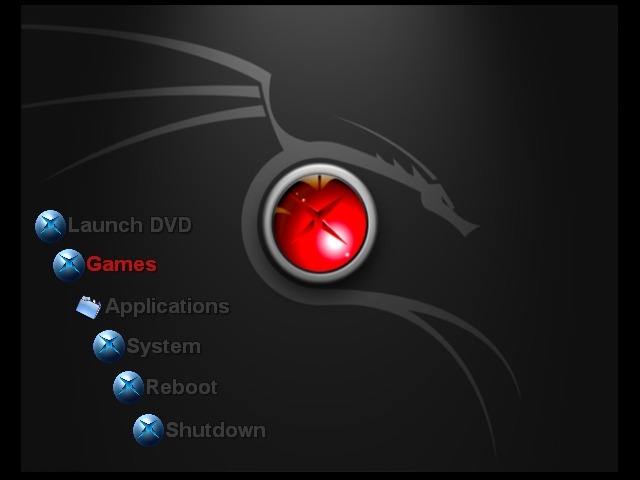 Launch DVD
Games
Applications
System
Reboot
Shutdown